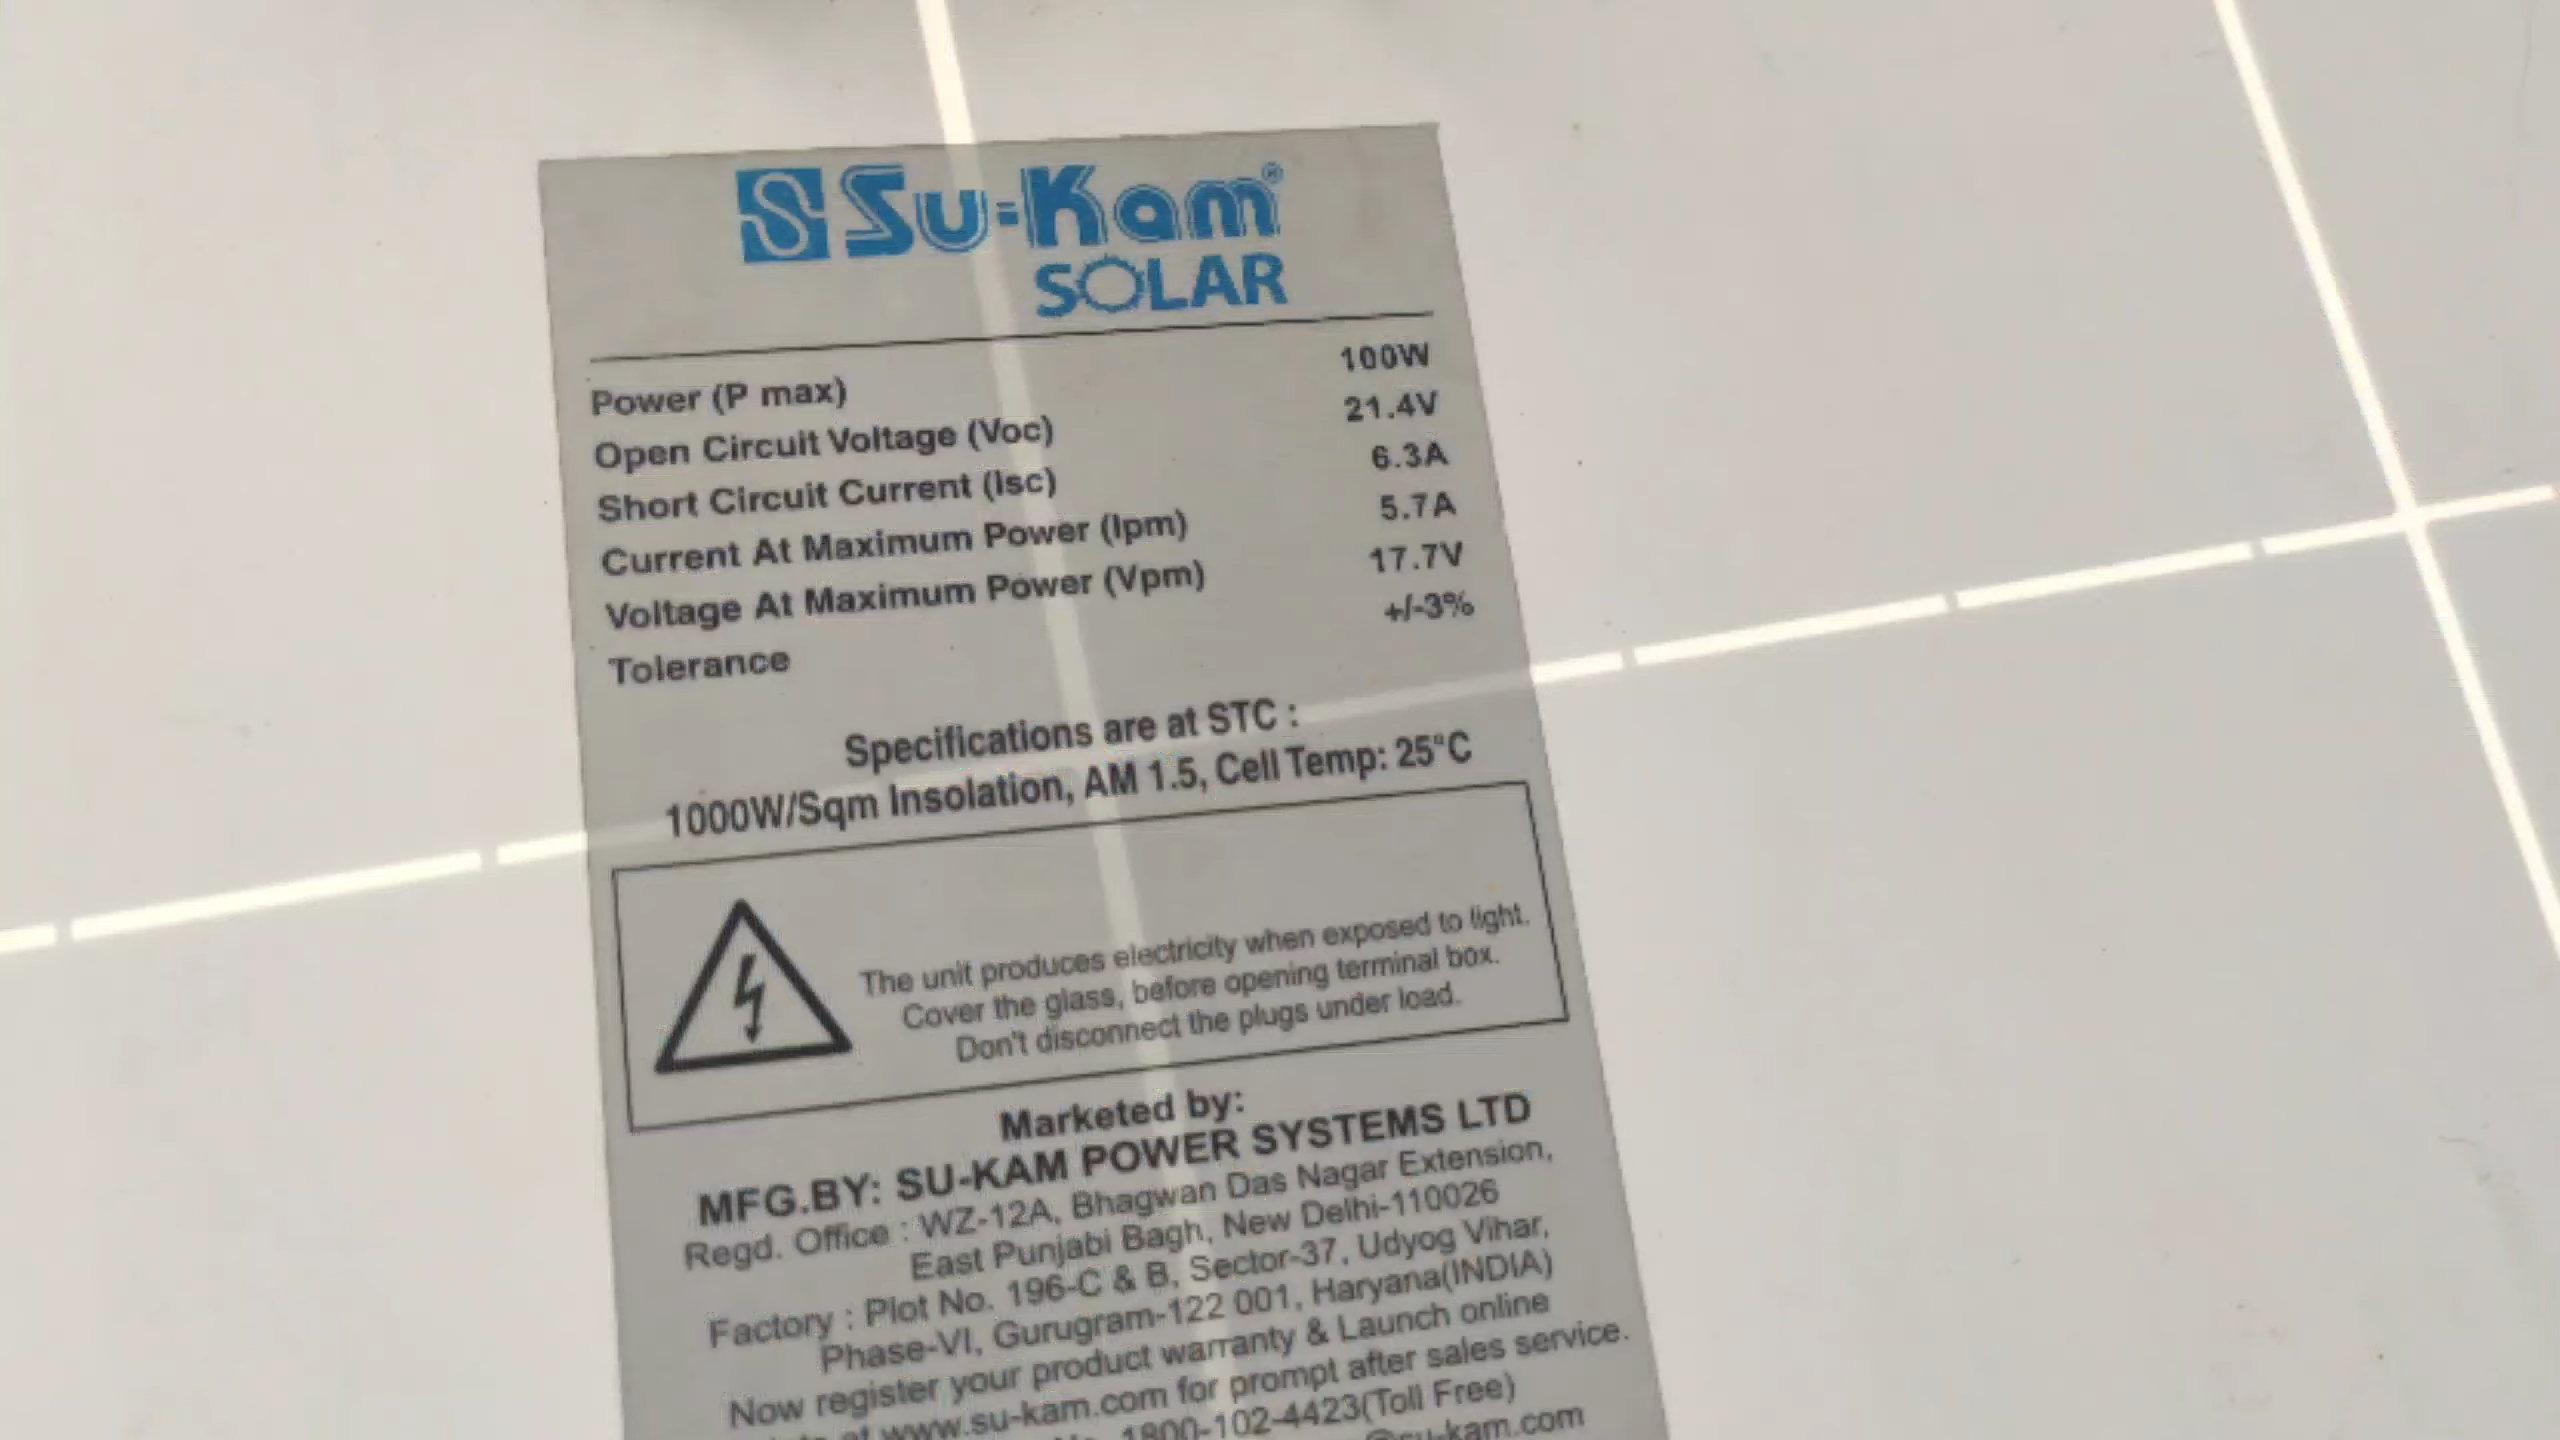 Su-Kam®
SOLAR
Power (P max) 100W
Open Circuit Voltage (Voc) 21.4V
Short Circuit Current (Isc) 6.3A
Current At Maximum Power (Ipm) 5.7A
Voltage At Maximum Power (Vpm) 17.7V
Tolerance +/-3%
Specifications are at STC :
1000W/Sqm Insolation, AM 1.5, Cell Temp: 25°C
The unit produces electricity when exposed to light.
Cover the glass, before opening terminal box.
Don't disconnect the plugs under load.
Marketed by:
MFG.BY: SU-KAM POWER SYSTEMS LTD
Regd. Office : WZ-12A, Bhagwan Das Nagar Extension,
East Punjabi Bagh, New Delhi-110026
Factory : Plot No. 196-C & B, Sector-37, Udyog Vihar,
Phase-VI, Gurugram-122 001, Haryana(INDIA)
Now register your product warranty & Launch online
at www.su-kam.com for prompt after sales service.
1800-102-4423(Toll Free)
@su-kam.com